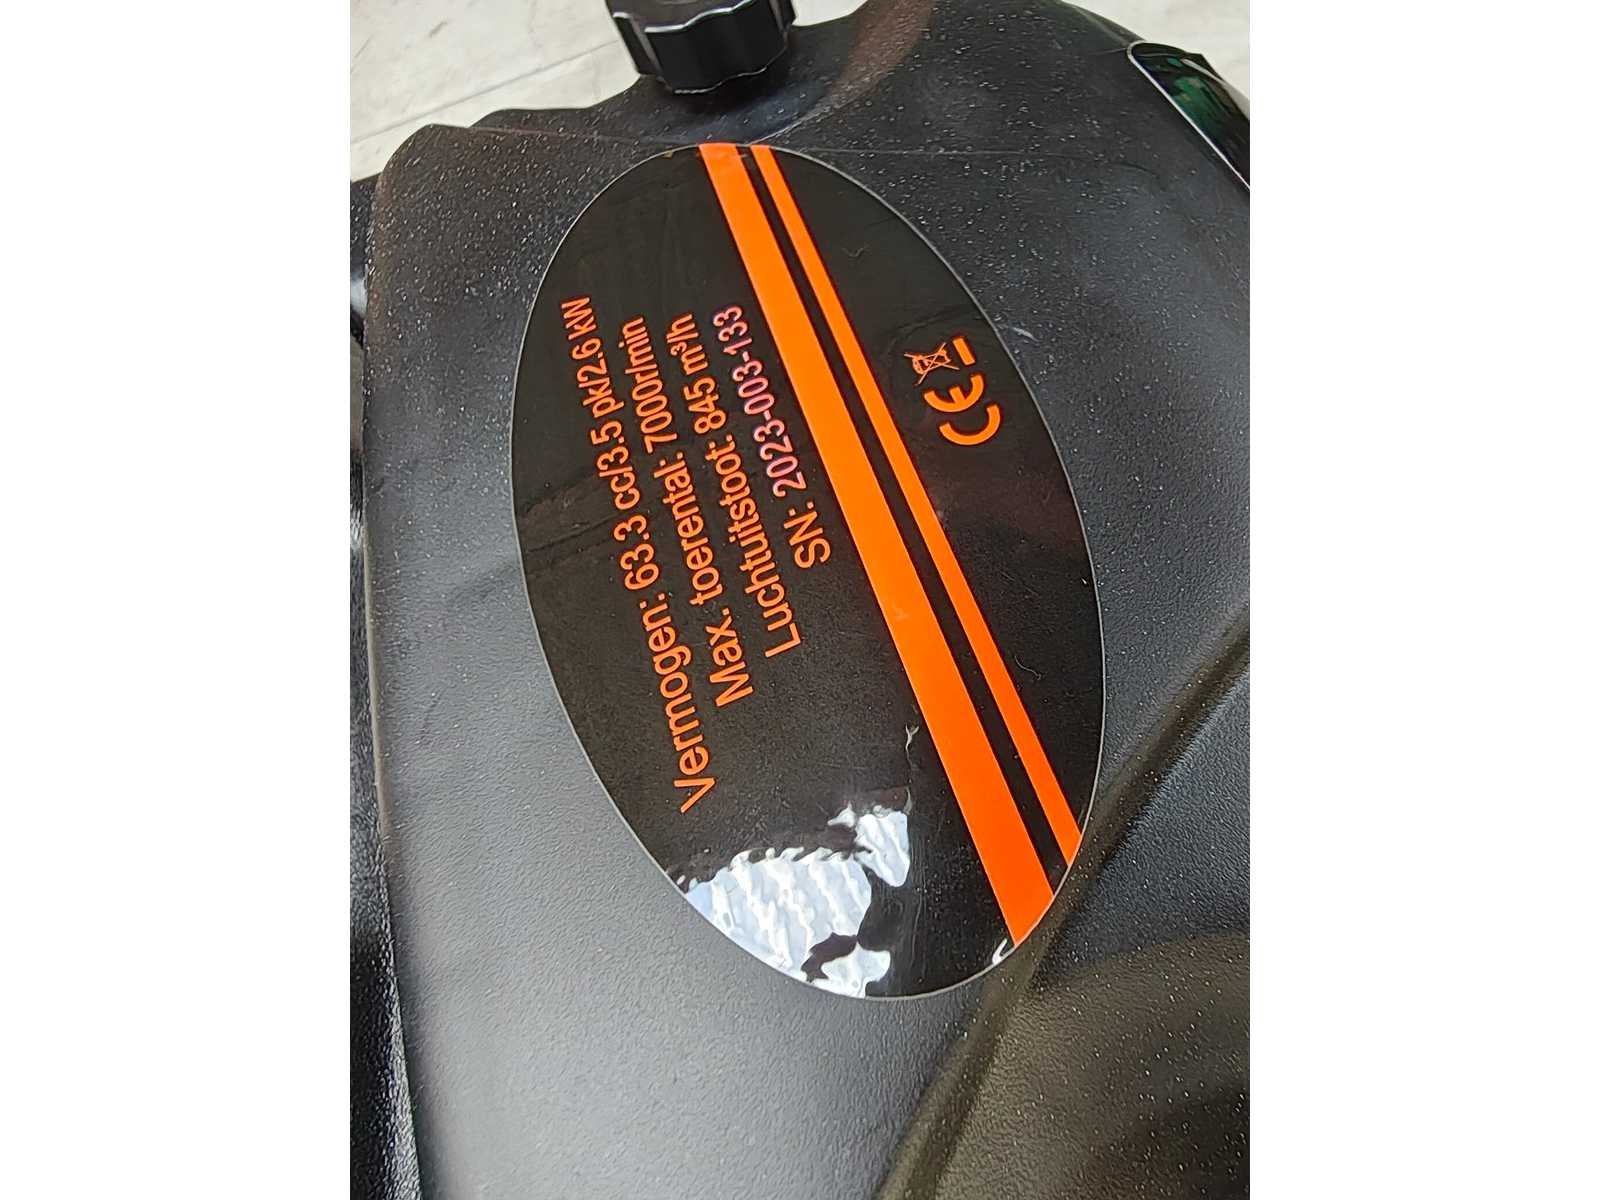 Vermogen: 63.3 cc/3.5 pk/2.6 kW
Max. toerental: 7000r/min
Luchtuitstoot: 845 m³/h
SN: 2023-003-133
CE